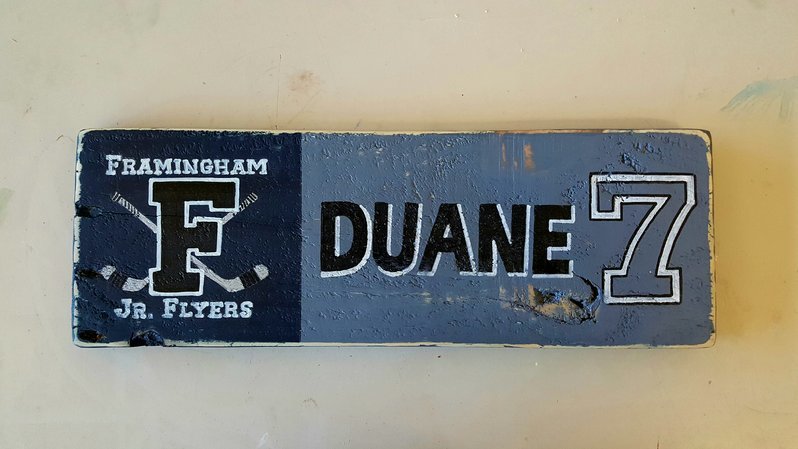 FRAMINGHAM
F
JR. FLYERS
DUANE 7